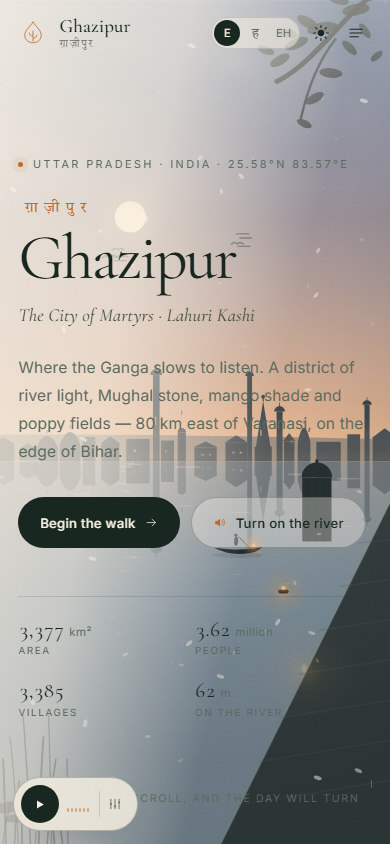 Ghazipur
ग़ाज़ीपुर
E ह EH
UTTAR PRADESH · INDIA · 25.58°N 83.57°E
ग़ाज़ीपुर
Ghazipur
The City of Martyrs · Lahuri Kashi
Where the Ganga slows to listen. A district of
river light, Mughal stone, mango shade and
poppy fields — 80 km east of Varanasi, on the
edge of Bihar.
Begin the walk →
Turn on the river
3,377 km²
AREA
3.62 million
PEOPLE
3,385
VILLAGES
62 m
ON THE RIVER
SCROLL, AND THE DAY WILL TURN